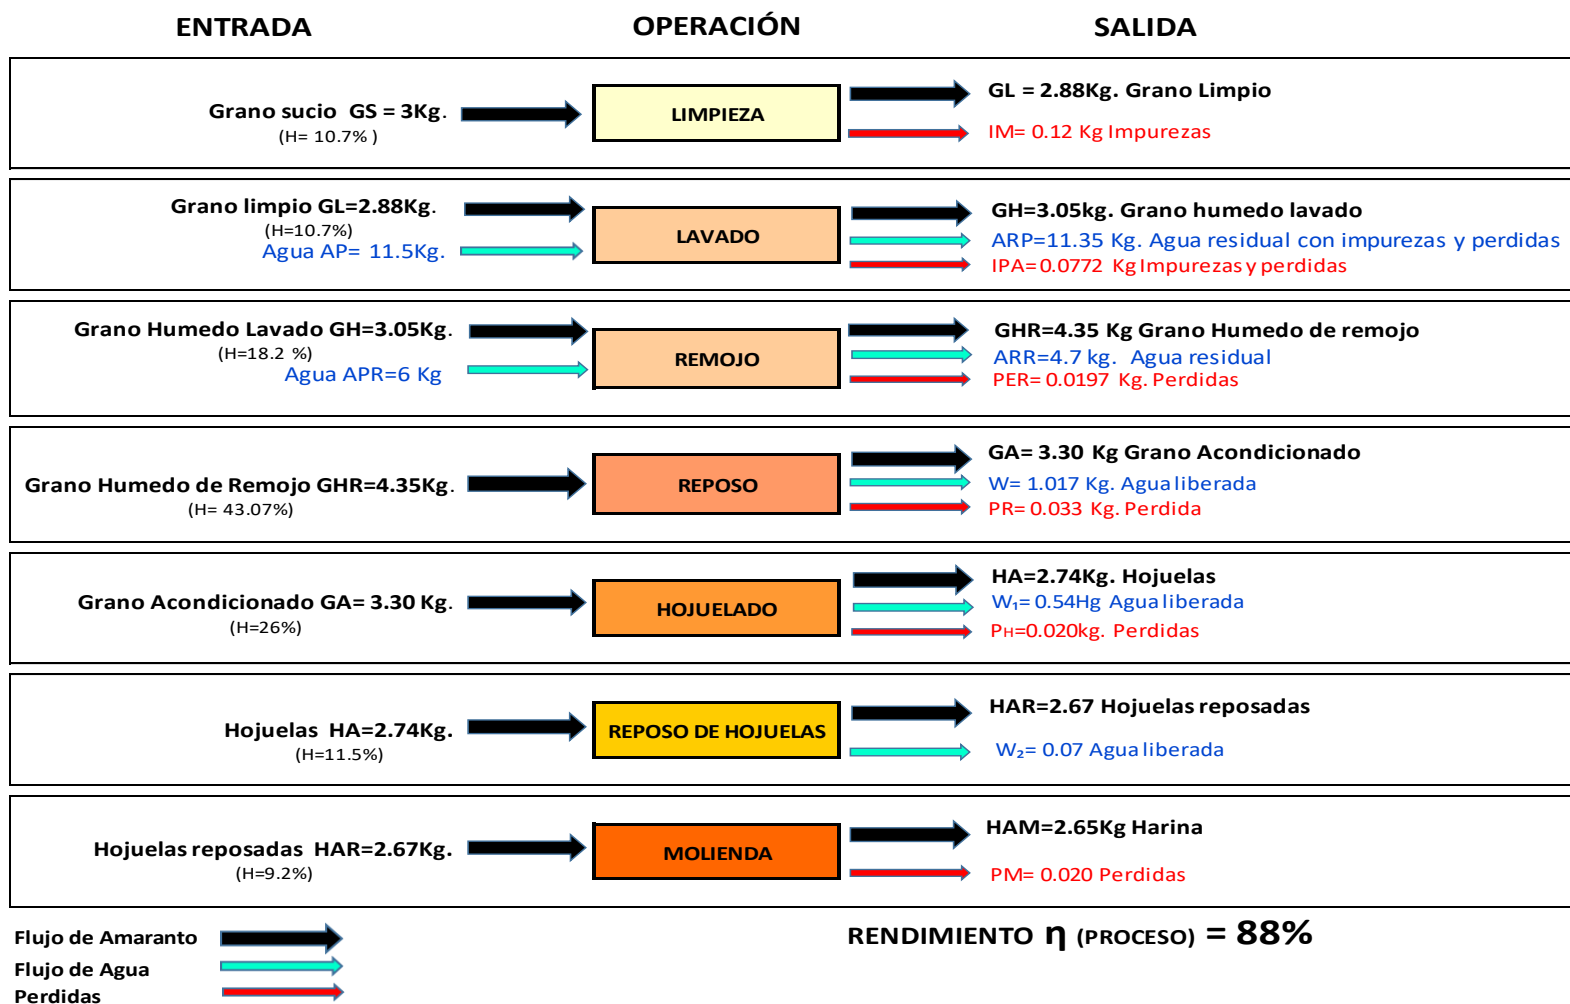 ENTRADA OPERACIÓN SALIDA
Grano sucio GS = 3Kg.
(H= 10.7% )
LIMPIEZA
GL = 2.88Kg. Grano Limpio
IM= 0.12 Kg Impurezas
Grano limpio GL=2.88Kg.
(H=10.7%)
Agua AP= 11.5Kg.
LAVADO
GH=3.05kg. Grano humedo lavado
ARP=11.35 Kg. Agua residual con impurezas y perdidas
IPA=0.0772 Kg Impurezas y perdidas
Grano Humedo Lavado GH=3.05Kg.
(H=18.2 %)
Agua APR=6 Kg
REMOJO
GHR=4.35 Kg Grano Humedo de remojo
ARR=4.7 kg. Agua residual
PER= 0.0197 Kg. Perdidas
Grano Humedo de Remojo GHR=4.35Kg.
(H= 43.07%)
REPOSO
GA= 3.30 Kg Grano Acondicionado
W= 1.017 Kg. Agua liberada
PR= 0.033 Kg. Perdida
Grano Acondicionado GA= 3.30 Kg.
(H=26%)
HOJUELADO
HA=2.74Kg. Hojuelas
W₁= 0.54Hg Agua liberada
PH=0.020kg. Perdidas
Hojuelas HA=2.74Kg.
(H=11.5%)
REPOSO DE HOJUELAS
HAR=2.67 Hojuelas reposadas
W₂= 0.07 Agua liberada
Hojuelas reposadas HAR=2.67Kg.
(H=9.2%)
MOLIENDA
HAM=2.65Kg Harina
PM= 0.020 Perdidas
Flujo de Amaranto
Flujo de Agua
Perdidas
RENDIMIENTO η (PROCESO) = 88%